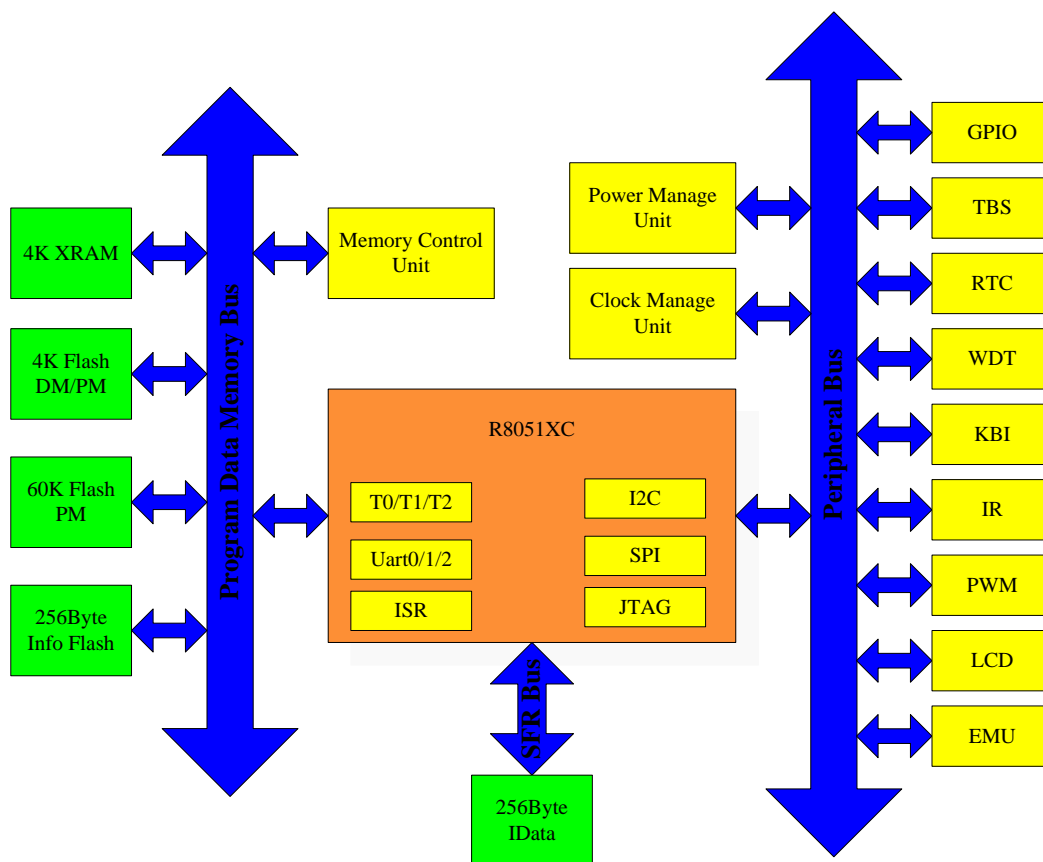 4K XRAM
4K Flash
DM/PM
60K Flash
PM
256Byte
Info Flash
Program Data Memory Bus
Memory Control
Unit
Power Manage
Unit
Clock Manage
Unit
R8051XC
T0/T1/T2
Uart0/1/2
ISR
I2C
SPI
JTAG
SFR Bus
256Byte
IData
Peripheral Bus
GPIO
TBS
RTC
WDT
KBI
IR
PWM
LCD
EMU